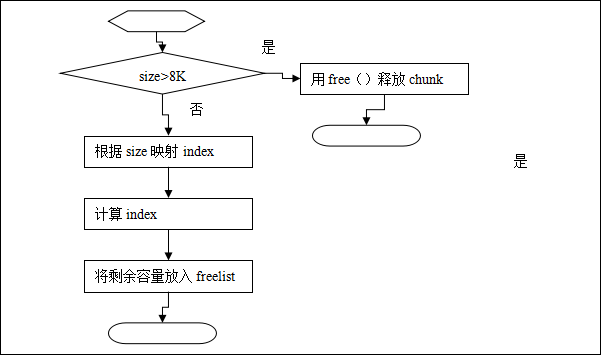 是
size>8K
用 free（）释放 chunk
否
根据 size 映射 index
是
计算 index
将剩余容量放入 freelist